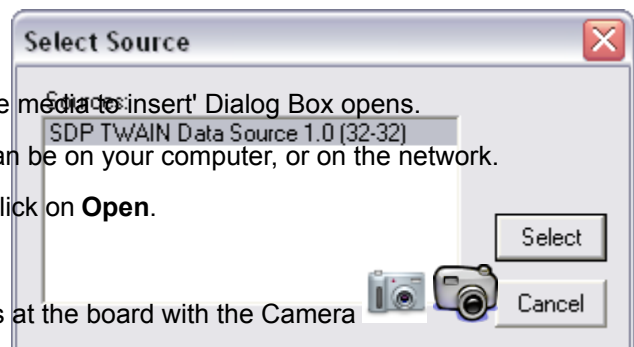 Select Source
Sources:
e media to insert' Dialog Box opens.
SDP TWAIN Data Source 1.0 (32-32)
an be on your computer, or on the network.
lick on Open.
Select
s at the board with the Camera
Cancel